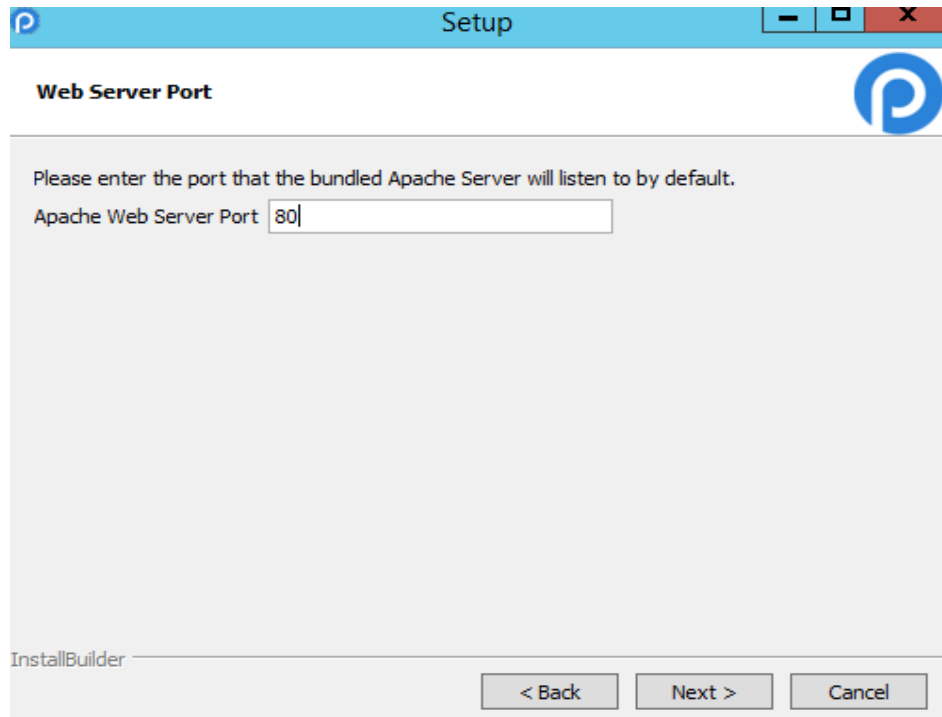 Setup
Web Server Port
Please enter the port that the bundled Apache Server will listen to by default.
Apache Web Server Port 80
InstallBuilder
< Back Next > Cancel